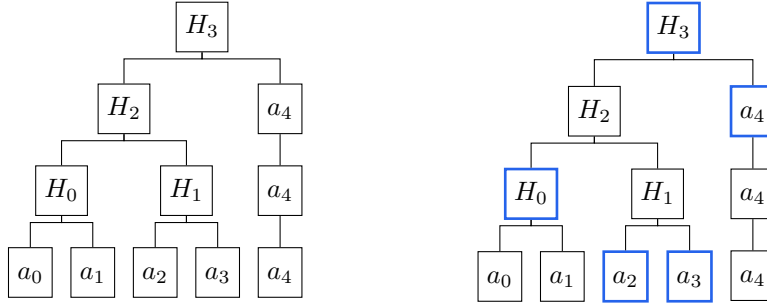 H₃ H₃
H₂ a₄ H₂ a₄
H₀ H₁ a₄ H₀ H₁ a₄
a₀ a₁ a₂ a₃ a₄ a₀ a₁ a₂ a₃ a₄